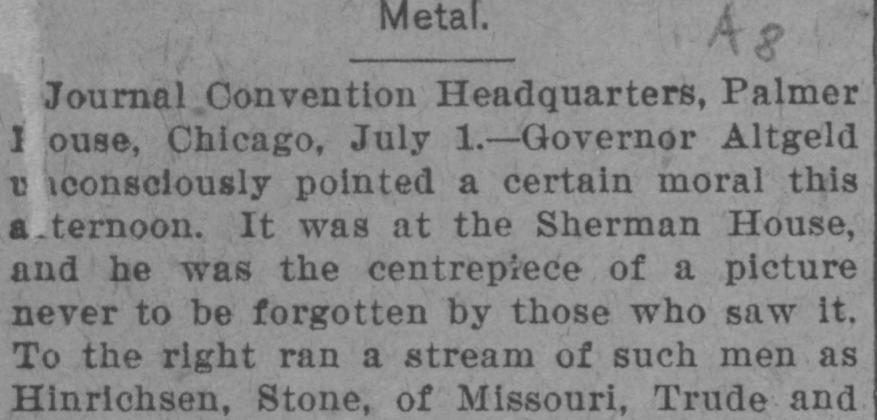 Metal.
A 8
Journal Convention Headquarters, Palmer
House, Chicago, July 1.—Governor Altgeld
unconsciously pointed a certain moral this
afternoon. It was at the Sherman House,
and he was the centrepiece of a picture
never to be forgotten by those who saw it.
To the right ran a stream of such men as
Hinrichsen, Stone, of Missouri, Trude and